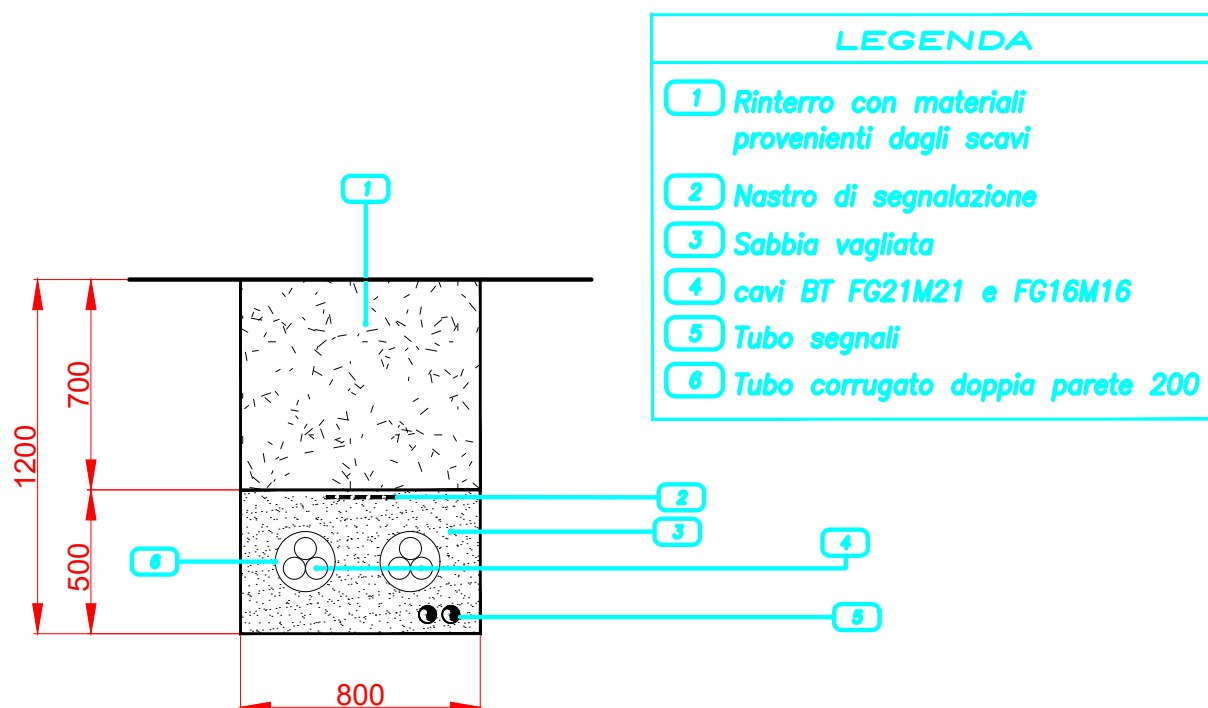 LEGENDA
1 Rinterro con materiali
provenienti dagli scavi
2 Nastro di segnalazione
3 Sabbia vagliata
4 cavi BT FG21M21 e FG16M16
5 Tubo segnali
6 Tubo corrugato doppia parete 200
1
1200
700
500
2
3
4
6
5
800